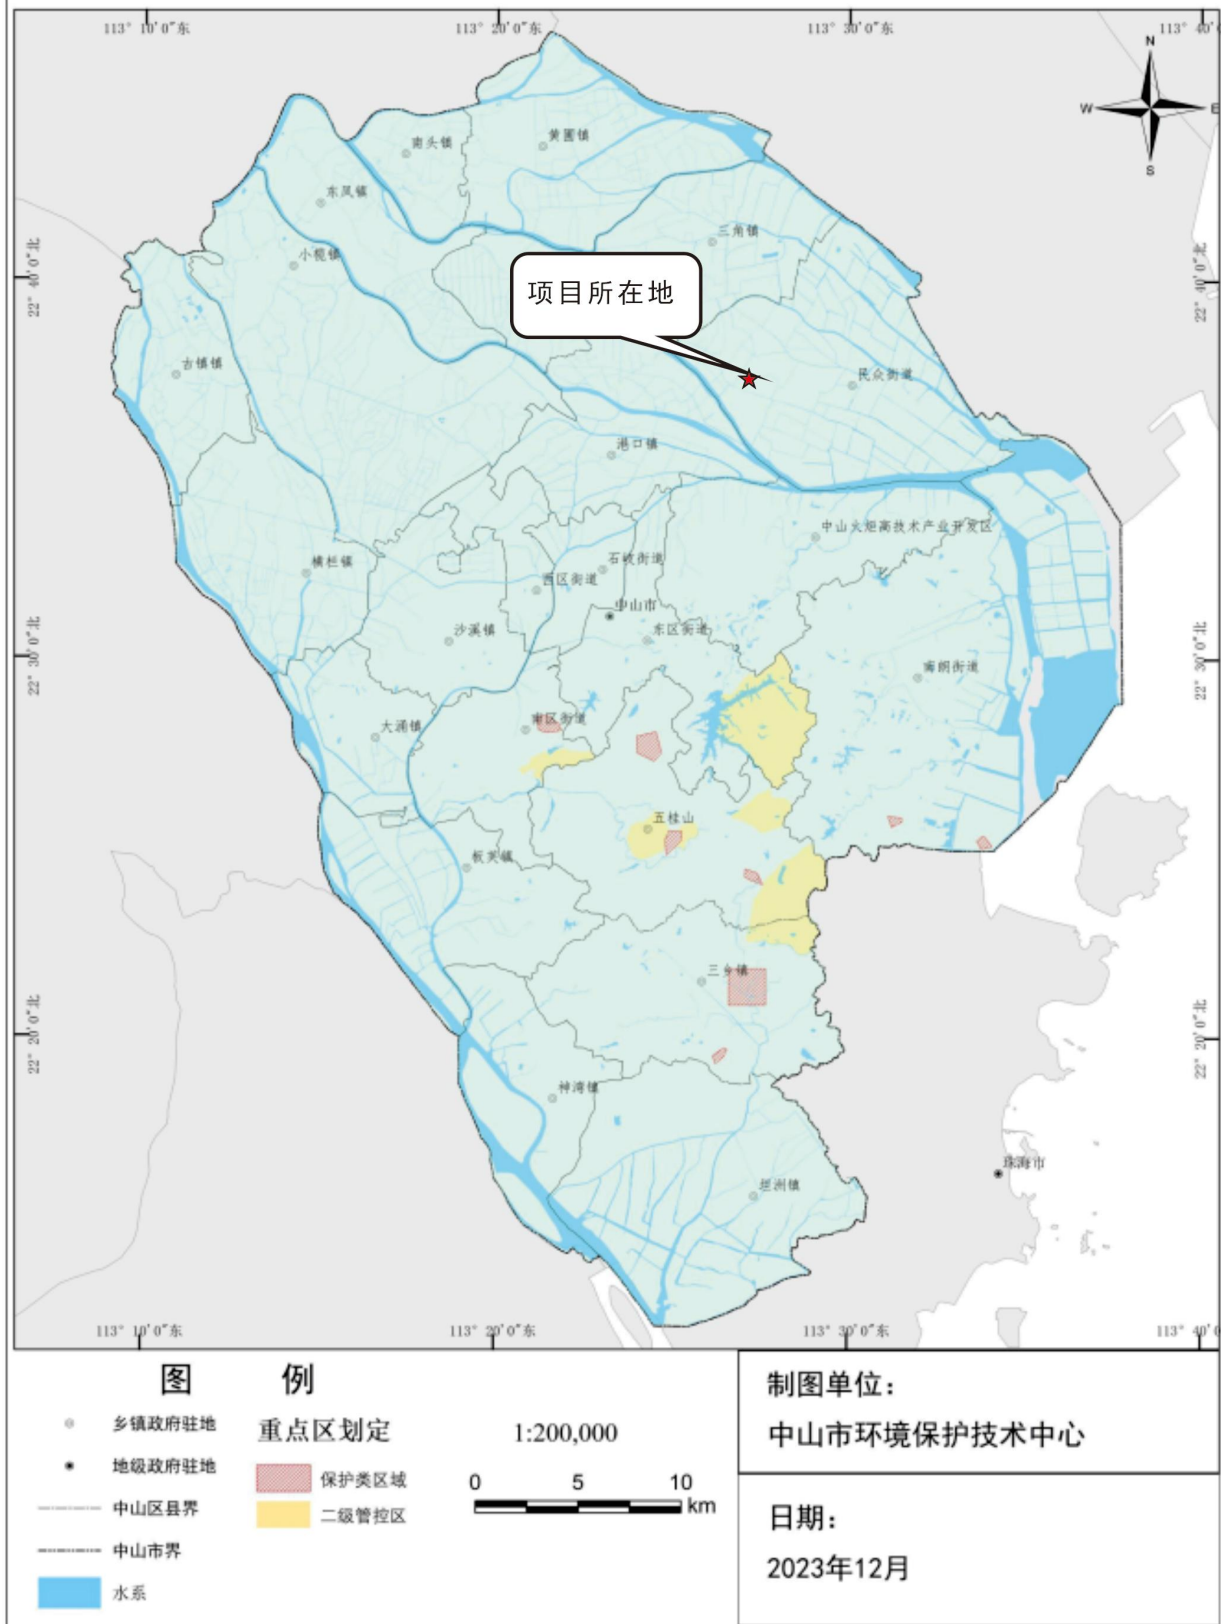 113° 10′0″东
113° 20′0″东
113° 30′0″东
113° 40′
N
W
E
S
22° 40′0″北
22° 40′0″北
黄圃镇
南头镇
东凤镇
三角镇
小榄镇
项目所在地
古镇镇
民众街道
港口镇
中山火炬高技术产业开发区
横栏镇
石岐街道
西区街道
中山市
沙溪镇
东区街道
22° 30′0″北
22° 30′0″北
南朗街道
大涌镇
南区街道
五桂山
板芙镇
三乡镇
22° 20′0″北
22° 20′0″北
神湾镇
珠海市
坦洲镇
113° 10′0″东
113° 20′0″东
113° 30′0″东
113° 40′
图 例
乡镇政府驻地
地级政府驻地
中山区县界
中山市界
水系
重点区划定
保护类区域
二级管控区
1:200,000
0 5 10
km
制图单位：
中山市环境保护技术中心
日期：
2023年12月